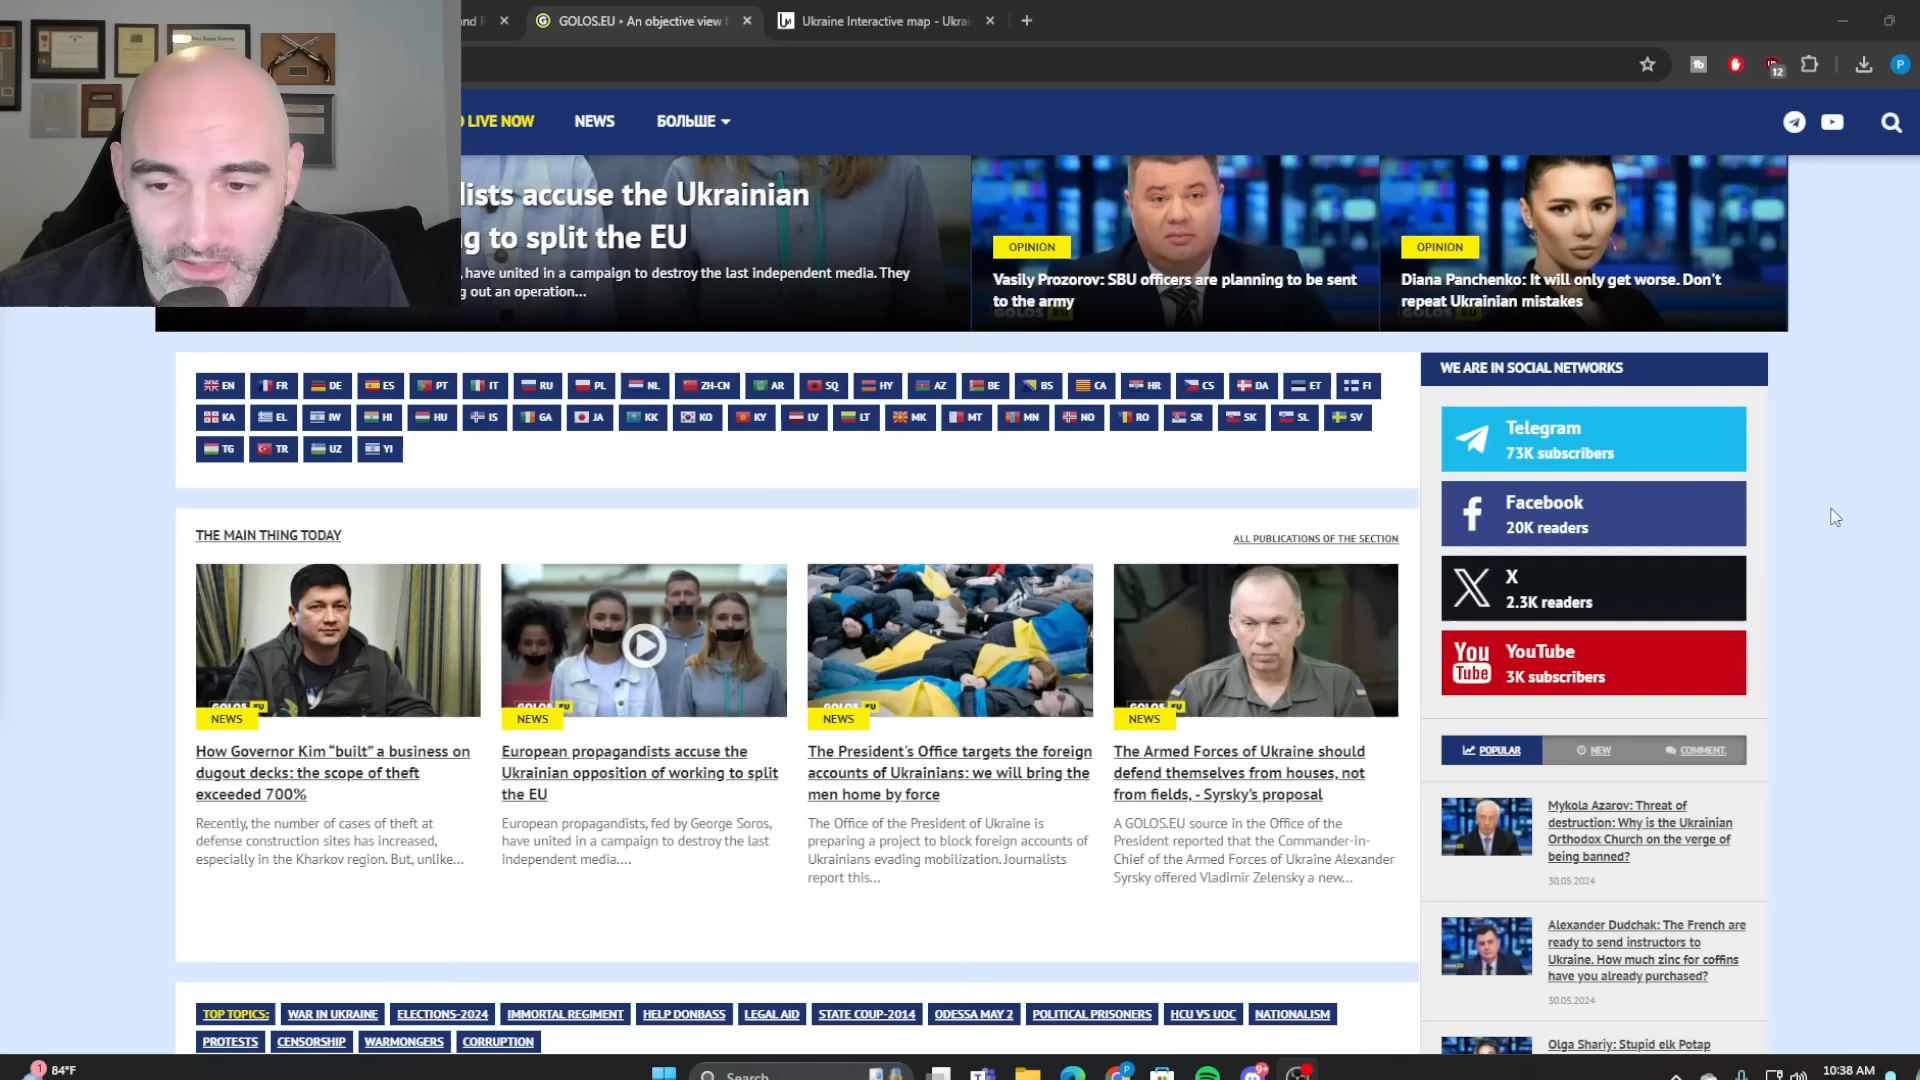 GOLOS.EU • An objective view
Ukraine Interactive map - Ukrai
12
P
LIVE NOW
NEWS
БОЛЬШЕ
lists accuse the Ukrainian
g to split the EU
, have united in a campaign to destroy the last independent media. They
g out an operation...
OPINION
Vasily Prozorov: SBU officers are planning to be sent
to the army
OPINION
Diana Panchenko: It will only get worse. Don't
repeat Ukrainian mistakes
EN FR DE ES PT IT RU PL NL ZH-CN AR SQ HY AZ BE BS CA HR CS DA ET FI
KA EL IW HI HU IS GA JA KK KO KY LV LT MK MT MN NO RO SR SK SL SV
TG TR UZ YI
THE MAIN THING TODAY
ALL PUBLICATIONS OF THE SECTION
NEWS
How Governor Kim “built” a business on
dugout decks: the scope of theft
exceeded 700%
Recently, the number of cases of theft at
defense construction sites has increased,
especially in the Kharkov region. But, unlike...
NEWS
European propagandists accuse the
Ukrainian opposition of working to split
the EU
European propagandists, fed by George Soros,
have united in a campaign to destroy the last
independent media....
NEWS
The President's Office targets the foreign
accounts of Ukrainians: we will bring the
men home by force
The Office of the President of Ukraine is
preparing a project to block foreign accounts of
Ukrainians evading mobilization. Journalists
report this...
NEWS
The Armed Forces of Ukraine should
defend themselves from houses, not
from fields, - Syrsky's proposal
A GOLOS.EU source in the Office of the
President reported that the Commander-in-
Chief of the Armed Forces of Ukraine Alexander
Syrsky offered Vladimir Zelensky a new...
WE ARE IN SOCIAL NETWORKS
Telegram
73K subscribers
Facebook
20K readers
X
2.3K readers
You
Tube
YouTube
3K subscribers
POPULAR
NEW
COMMENT.
Mykola Azarov: Threat of
destruction: Why is the Ukrainian
Orthodox Church on the verge of
being banned?
30.05.2024
Alexander Dudchak: The French are
ready to send instructors to
Ukraine. How much zinc for coffins
have you already purchased?
30.05.2024
Olga Shariy: Stupid elk Potap
TOP TOPICS: WAR IN UKRAINE ELECTIONS-2024 IMMORTAL REGIMENT HELP DONBASS LEGAL AID STATE COUP-2014 ODESSA MAY 2 POLITICAL PRISONERS HCU VS UOC NATIONALISM
PROTESTS CENSORSHIP WARMONGERS CORRUPTION
1
84°F
Search
10:38 AM